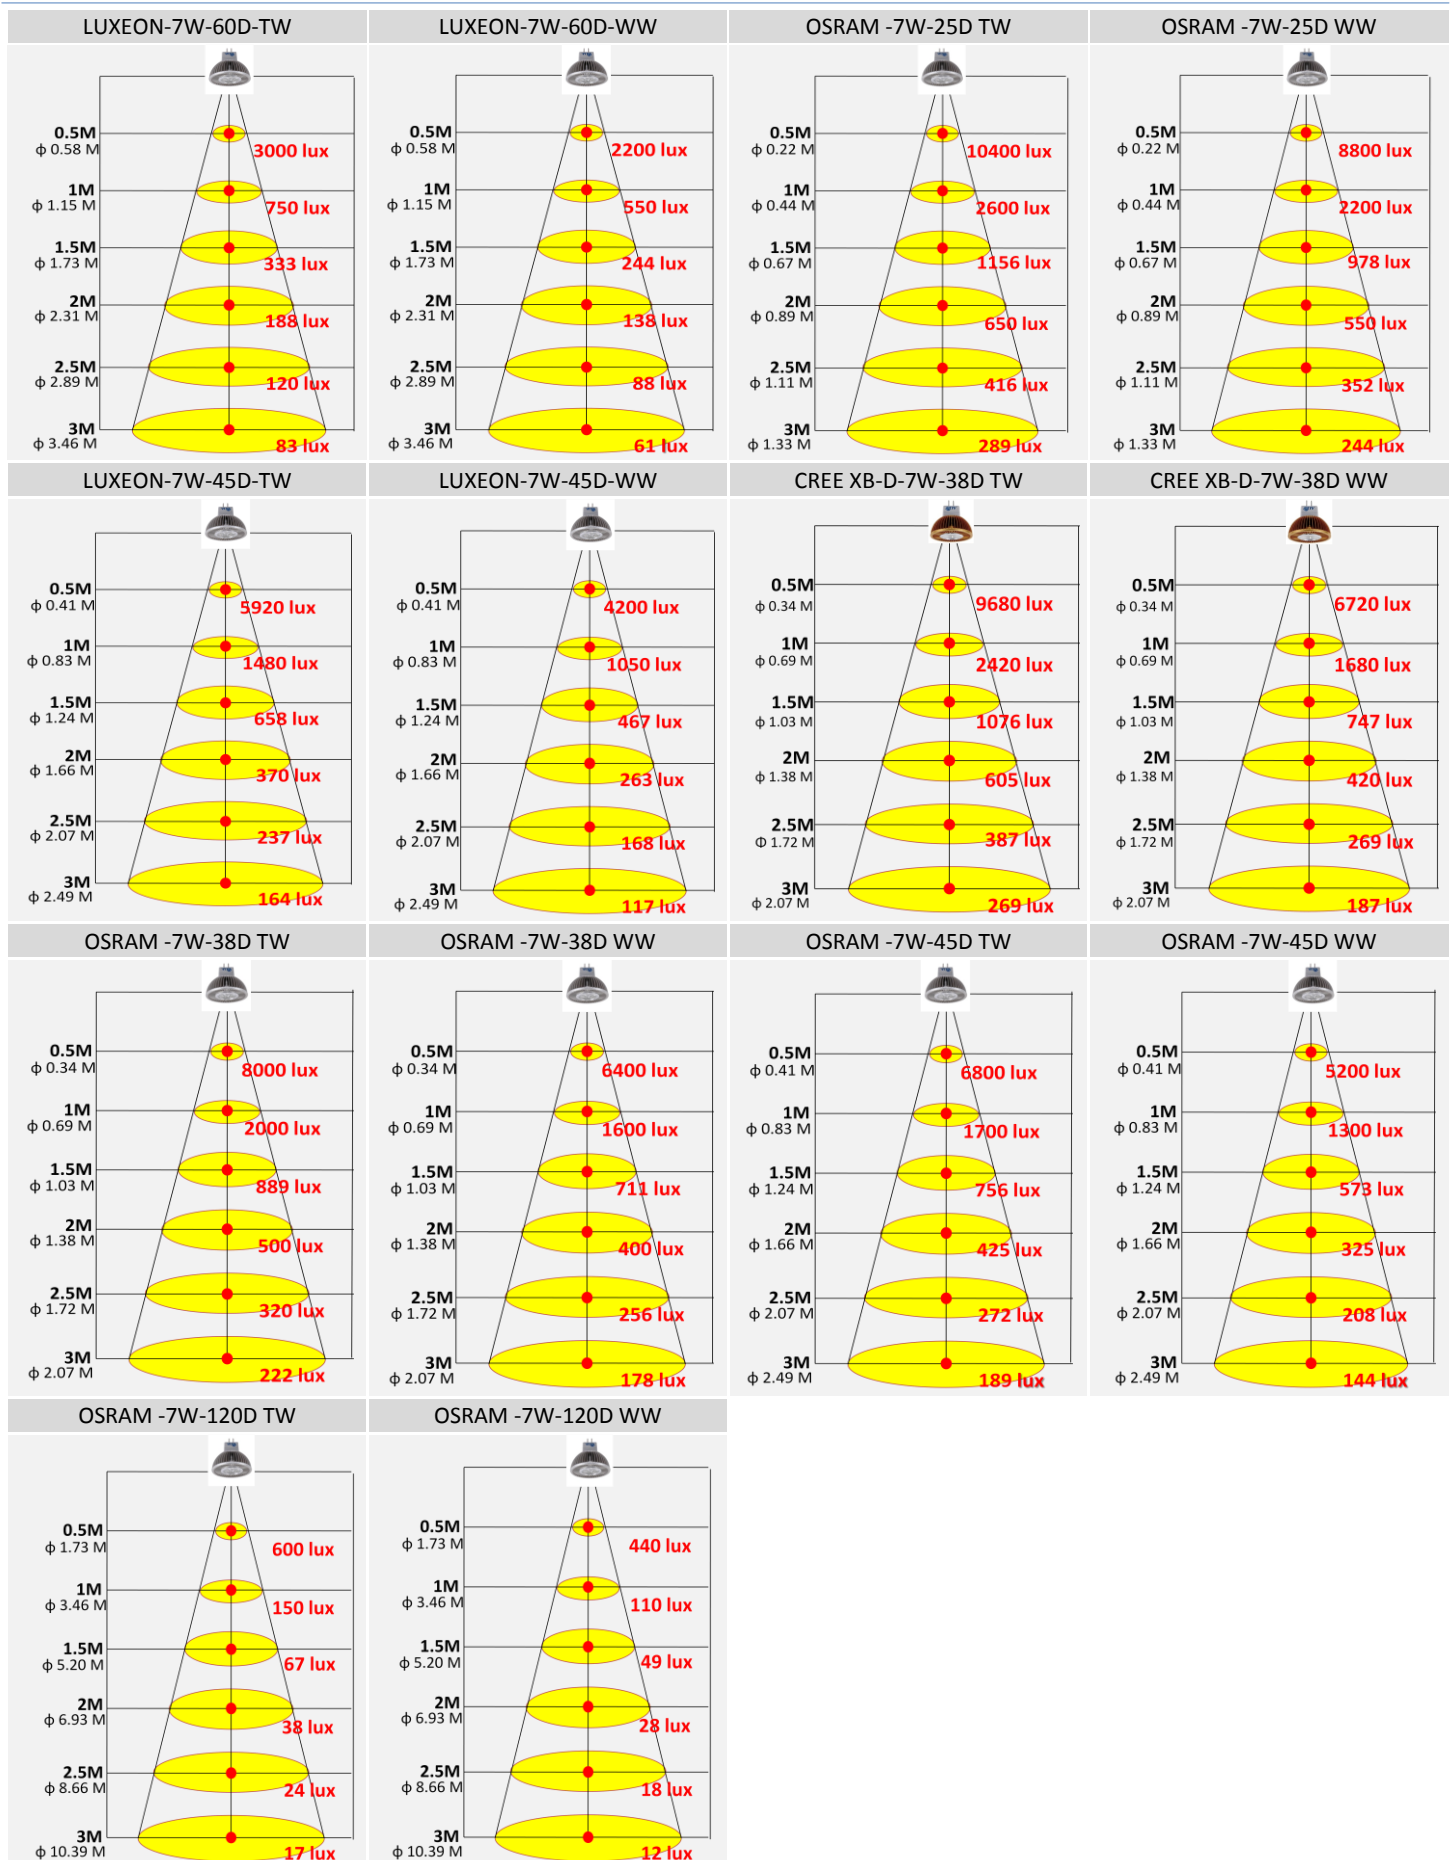 LUXEON-7W-60D-TW
0.5M
ϕ 0.58 M
3000 lux
1M
ϕ 1.15 M
750 lux
1.5M
ϕ 1.73 M
333 lux
2M
ϕ 2.31 M
188 lux
2.5M
ϕ 2.89 M
120 lux
3M
ϕ 3.46 M
83 lux
LUXEON-7W-60D-WW
0.5M
ϕ 0.58 M
2200 lux
1M
ϕ 1.15 M
550 lux
1.5M
ϕ 1.73 M
244 lux
2M
ϕ 2.31 M
138 lux
2.5M
ϕ 2.89 M
88 lux
3M
ϕ 3.46 M
61 lux
OSRAM -7W-25D TW
0.5M
ϕ 0.22 M
10400 lux
1M
ϕ 0.44 M
2600 lux
1.5M
ϕ 0.67 M
1156 lux
2M
ϕ 0.89 M
650 lux
2.5M
ϕ 1.11 M
416 lux
3M
ϕ 1.33 M
289 lux
OSRAM -7W-25D WW
0.5M
ϕ 0.22 M
8800 lux
1M
ϕ 0.44 M
2200 lux
1.5M
ϕ 0.67 M
978 lux
2M
ϕ 0.89 M
550 lux
2.5M
ϕ 1.11 M
352 lux
3M
ϕ 1.33 M
244 lux
LUXEON-7W-45D-TW
0.5M
ϕ 0.41 M
5920 lux
1M
ϕ 0.83 M
1480 lux
1.5M
ϕ 1.24 M
658 lux
2M
ϕ 1.66 M
370 lux
2.5M
ϕ 2.07 M
237 lux
3M
ϕ 2.49 M
164 lux
LUXEON-7W-45D-WW
0.5M
ϕ 0.41 M
4200 lux
1M
ϕ 0.83 M
1050 lux
1.5M
ϕ 1.24 M
467 lux
2M
ϕ 1.66 M
263 lux
2.5M
ϕ 2.07 M
168 lux
3M
ϕ 2.49 M
117 lux
CREE XB-D-7W-38D TW
0.5M
ϕ 0.34 M
9680 lux
1M
ϕ 0.69 M
2420 lux
1.5M
ϕ 1.03 M
1076 lux
2M
ϕ 1.38 M
605 lux
2.5M
Φ 1.72 M
387 lux
3M
ϕ 2.07 M
269 lux
CREE XB-D-7W-38D WW
0.5M
ϕ 0.34 M
6720 lux
1M
ϕ 0.69 M
1680 lux
1.5M
ϕ 1.03 M
747 lux
2M
ϕ 1.38 M
420 lux
2.5M
ϕ 1.72 M
269 lux
3M
ϕ 2.07 M
187 lux
OSRAM -7W-38D TW
0.5M
ϕ 0.34 M
8000 lux
1M
ϕ 0.69 M
2000 lux
1.5M
ϕ 1.03 M
889 lux
2M
ϕ 1.38 M
500 lux
2.5M
ϕ 1.72 M
320 lux
3M
ϕ 2.07 M
222 lux
OSRAM -7W-38D WW
0.5M
ϕ 0.34 M
6400 lux
1M
ϕ 0.69 M
1600 lux
1.5M
ϕ 1.03 M
711 lux
2M
ϕ 1.38 M
400 lux
2.5M
ϕ 1.72 M
256 lux
3M
ϕ 2.07 M
178 lux
OSRAM -7W-45D TW
0.5M
ϕ 0.41 M
6800 lux
1M
ϕ 0.83 M
1700 lux
1.5M
ϕ 1.24 M
756 lux
2M
ϕ 1.66 M
425 lux
2.5M
ϕ 2.07 M
272 lux
3M
ϕ 2.49 M
189 lux
OSRAM -7W-45D WW
0.5M
ϕ 0.41 M
5200 lux
1M
ϕ 0.83 M
1300 lux
1.5M
ϕ 1.24 M
573 lux
2M
ϕ 1.66 M
325 lux
2.5M
ϕ 2.07 M
208 lux
3M
ϕ 2.49 M
144 lux
OSRAM -7W-120D TW
0.5M
ϕ 1.73 M
600 lux
1M
ϕ 3.46 M
150 lux
1.5M
ϕ 5.20 M
67 lux
2M
ϕ 6.93 M
38 lux
2.5M
ϕ 8.66 M
24 lux
3M
ϕ 10.39 M
17 lux
OSRAM -7W-120D WW
0.5M
ϕ 1.73 M
440 lux
1M
ϕ 3.46 M
110 lux
1.5M
ϕ 5.20 M
49 lux
2M
ϕ 6.93 M
28 lux
2.5M
ϕ 8.66 M
18 lux
3M
ϕ 10.39 M
12 lux